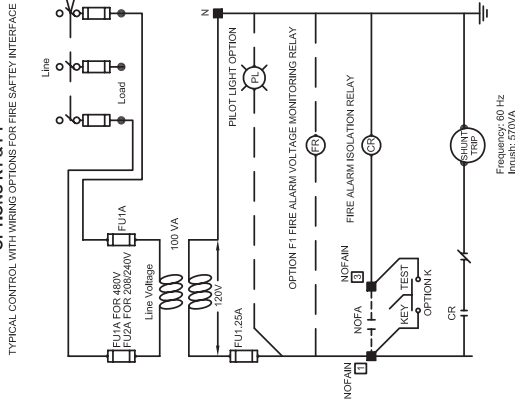 TYPICAL CONTROL WITH WIRING OPTIONS FOR FIRE SAFTEY INTERFACE
Line
Load
FU1A
FU1A FOR 480V
FU2A FOR 208/240V
Line Voltage
100 VA
120V
N
FU1.25A
PILOT LIGHT OPTION
PL
OPTION F1 FIRE ALARM VOLTAGE MONITORING RELAY
FR
FIRE ALARM ISOLATION RELAY
CR
NOFAIN
1
NOFA
NOFAIN
3
KEY TEST
OPTION K
CR
SHUNT
TRIP
Frequency: 60 Hz
Inrush: 570VA